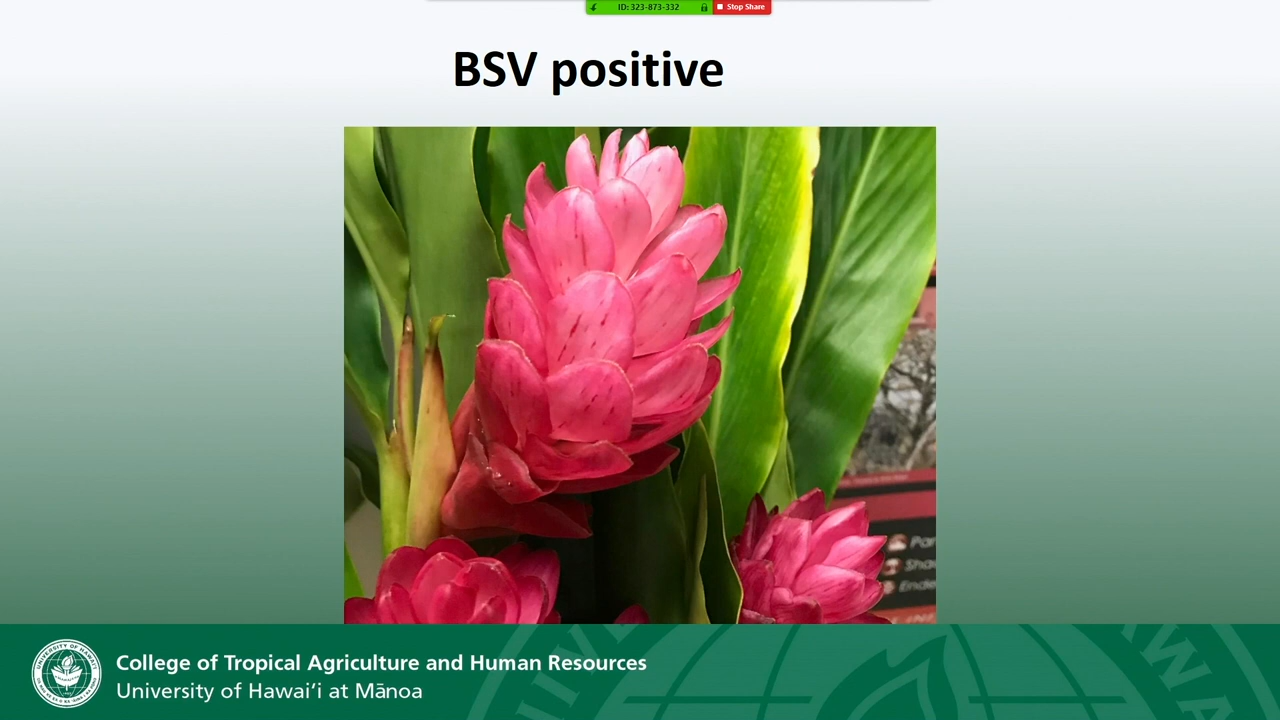 ID: 323-873-332
Stop Share
BSV positive
College of Tropical Agriculture and Human Resources
University of Hawaiʻi at Mānoa